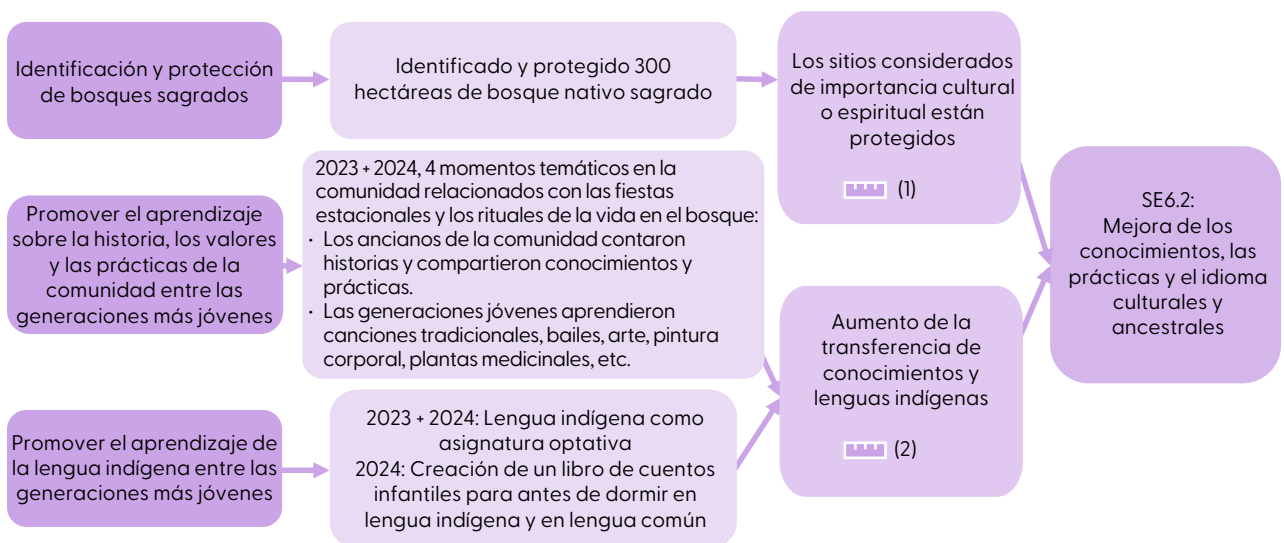 Identificación y protección
de bosques sagrados
Identificado y protegido 300
hectáreas de bosque nativo sagrado
Los sitios considerados
de importancia cultural
o espiritual están
protegidos
(1)
Promover el aprendizaje
sobre la historia, los valores
y las prácticas de la
comunidad entre las
generaciones más jóvenes
2023 + 2024, 4 momentos temáticos en la
comunidad relacionados con las fiestas
estacionales y los rituales de la vida en el bosque:
· Los ancianos de la comunidad contaron
historias y compartieron conocimientos y
prácticas.
· Las generaciones jóvenes aprendieron
canciones tradicionales, bailes, arte, pintura
corporal, plantas medicinales, etc.
Promover el aprendizaje de
la lengua indígena entre las
generaciones más jóvenes
2023 + 2024: Lengua indígena como
asignatura optativa
2024: Creación de un libro de cuentos
infantiles para antes de dormir en
lengua indígena y en lengua común
Aumento de la
transferencia de
conocimientos y
lenguas indígenas
(2)
SE6.2:
Mejora de los
conocimientos, las
prácticas y el idioma
culturales y
ancestrales